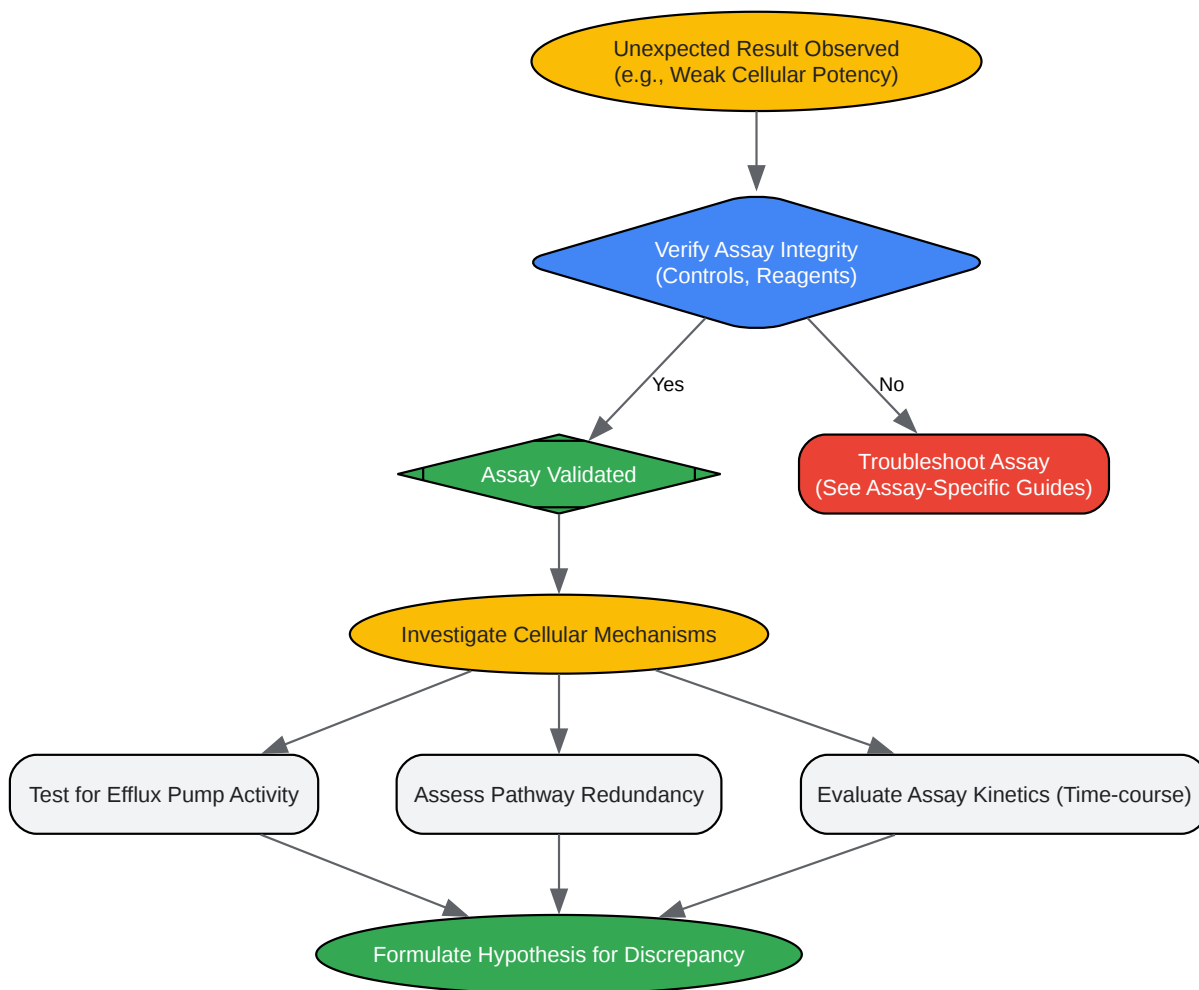 Unexpected Result Observed
(e.g., Weak Cellular Potency)
Verify Assay Integrity
(Controls, Reagents)
Yes
No
Assay Validated
Troubleshoot Assay
(See Assay-Specific Guides)
Investigate Cellular Mechanisms
Test for Efflux Pump Activity
Assess Pathway Redundancy
Evaluate Assay Kinetics (Time-course)
Formulate Hypothesis for Discrepancy